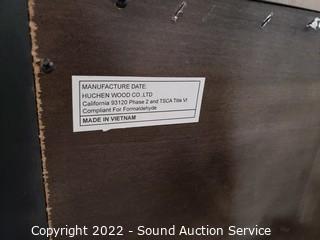 MANUFACTURE DATE:
HUCHEN WOOD CO.,LTD
California 93120 Phase 2 and TSCA Title VI
Compliant For Formaldehyde
MADE IN VIETNAM
Copyright 2022 - Sound Auction Service